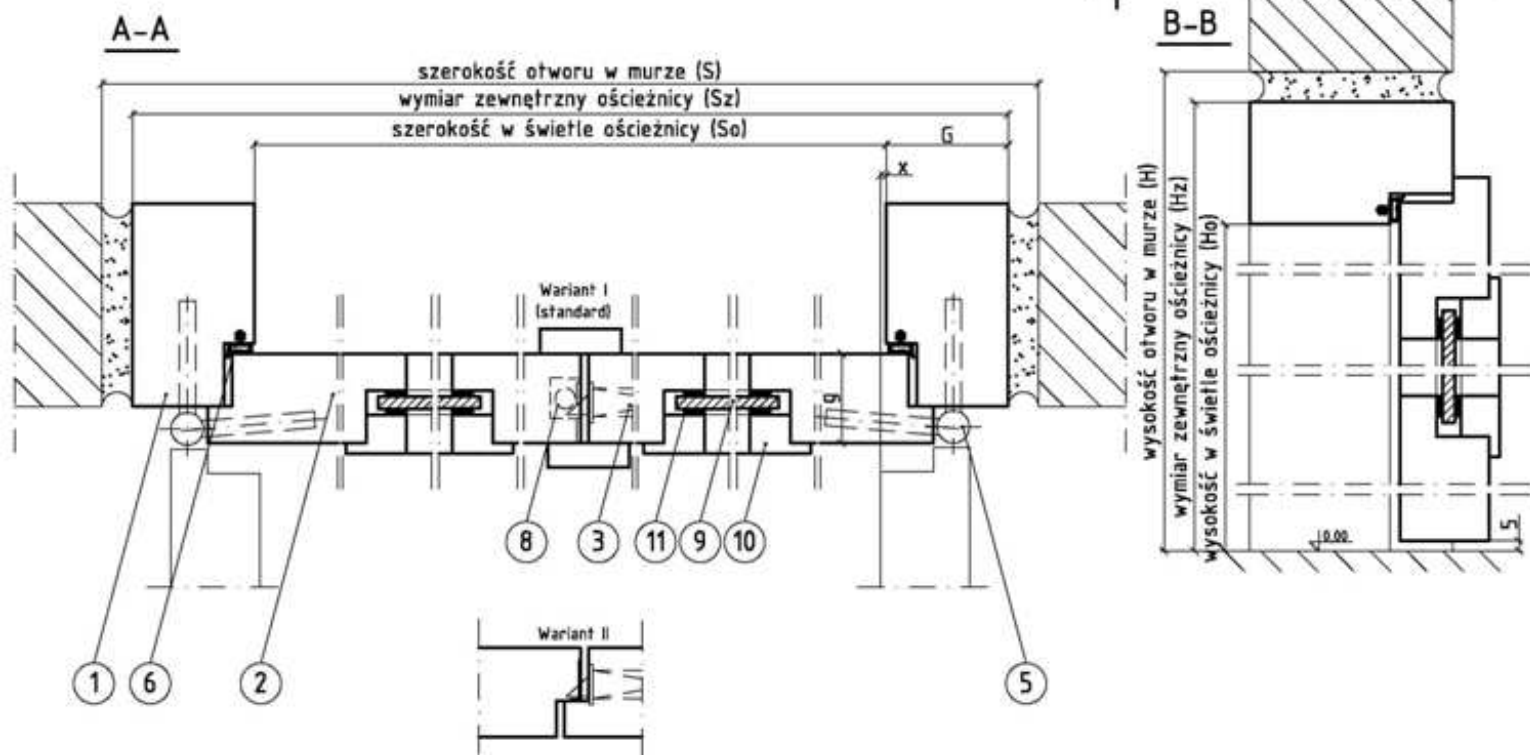 A-A
szerokość otworu w murze (S)
wymiar zewnętrzny ościeżnicy (Sz)
szerokość w świetle ościeżnicy (So)
G
x
Wariant I
(standard)
g
8
3
11
9
10
1
6
2
5
Wariant II
B-B
wysokość otworu w murze (H)
wymiar zewnętrzny ościeżnicy (Hz)
wysokość w świetle ościeżnicy (Ho)
0.00
5